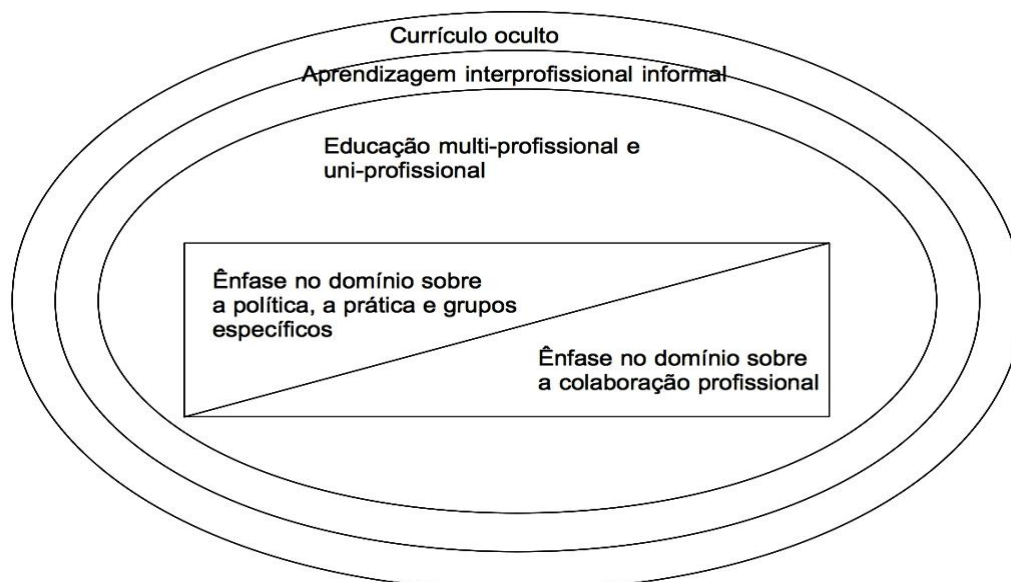 Currículo oculto
Aprendizagem interprofissional informal
Educação multi-profissional e
uni-profissional
Ênfase no domínio sobre
a política, a prática e grupos
específicos
Ênfase no domínio sobre
a colaboração profissional